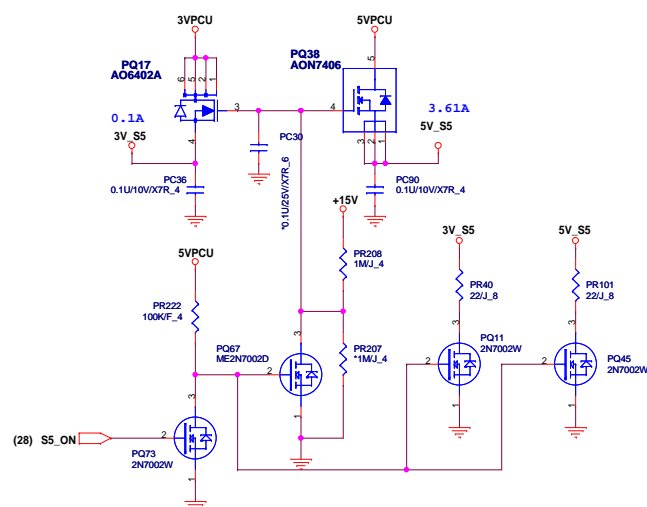 3VPCU
5VPCU
PQ17
AO6402A
PQ38
AON7406
6
5
2
1
5
3
4
0.1A
3.61A
4
3
2
1
3V_S5
5V_S5
PC30
*0.1U/25V/X7R_6
PC36
0.1U/10V/X7R_4
PC90
0.1U/10V/X7R_4
+15V
3V_S5
5V_S5
5VPCU
PR208
1M/J_4
PR40
22/J_8
PR101
22/J_8
PR222
100K/F_4
PQ67
ME2N7002D
3
PR207
*1M/J_4
3
PQ11
2N7002W
3
PQ45
2N7002W
2
2
2
1
1
1
3
(28) S5_ON
2
PQ73
2N7002W
1